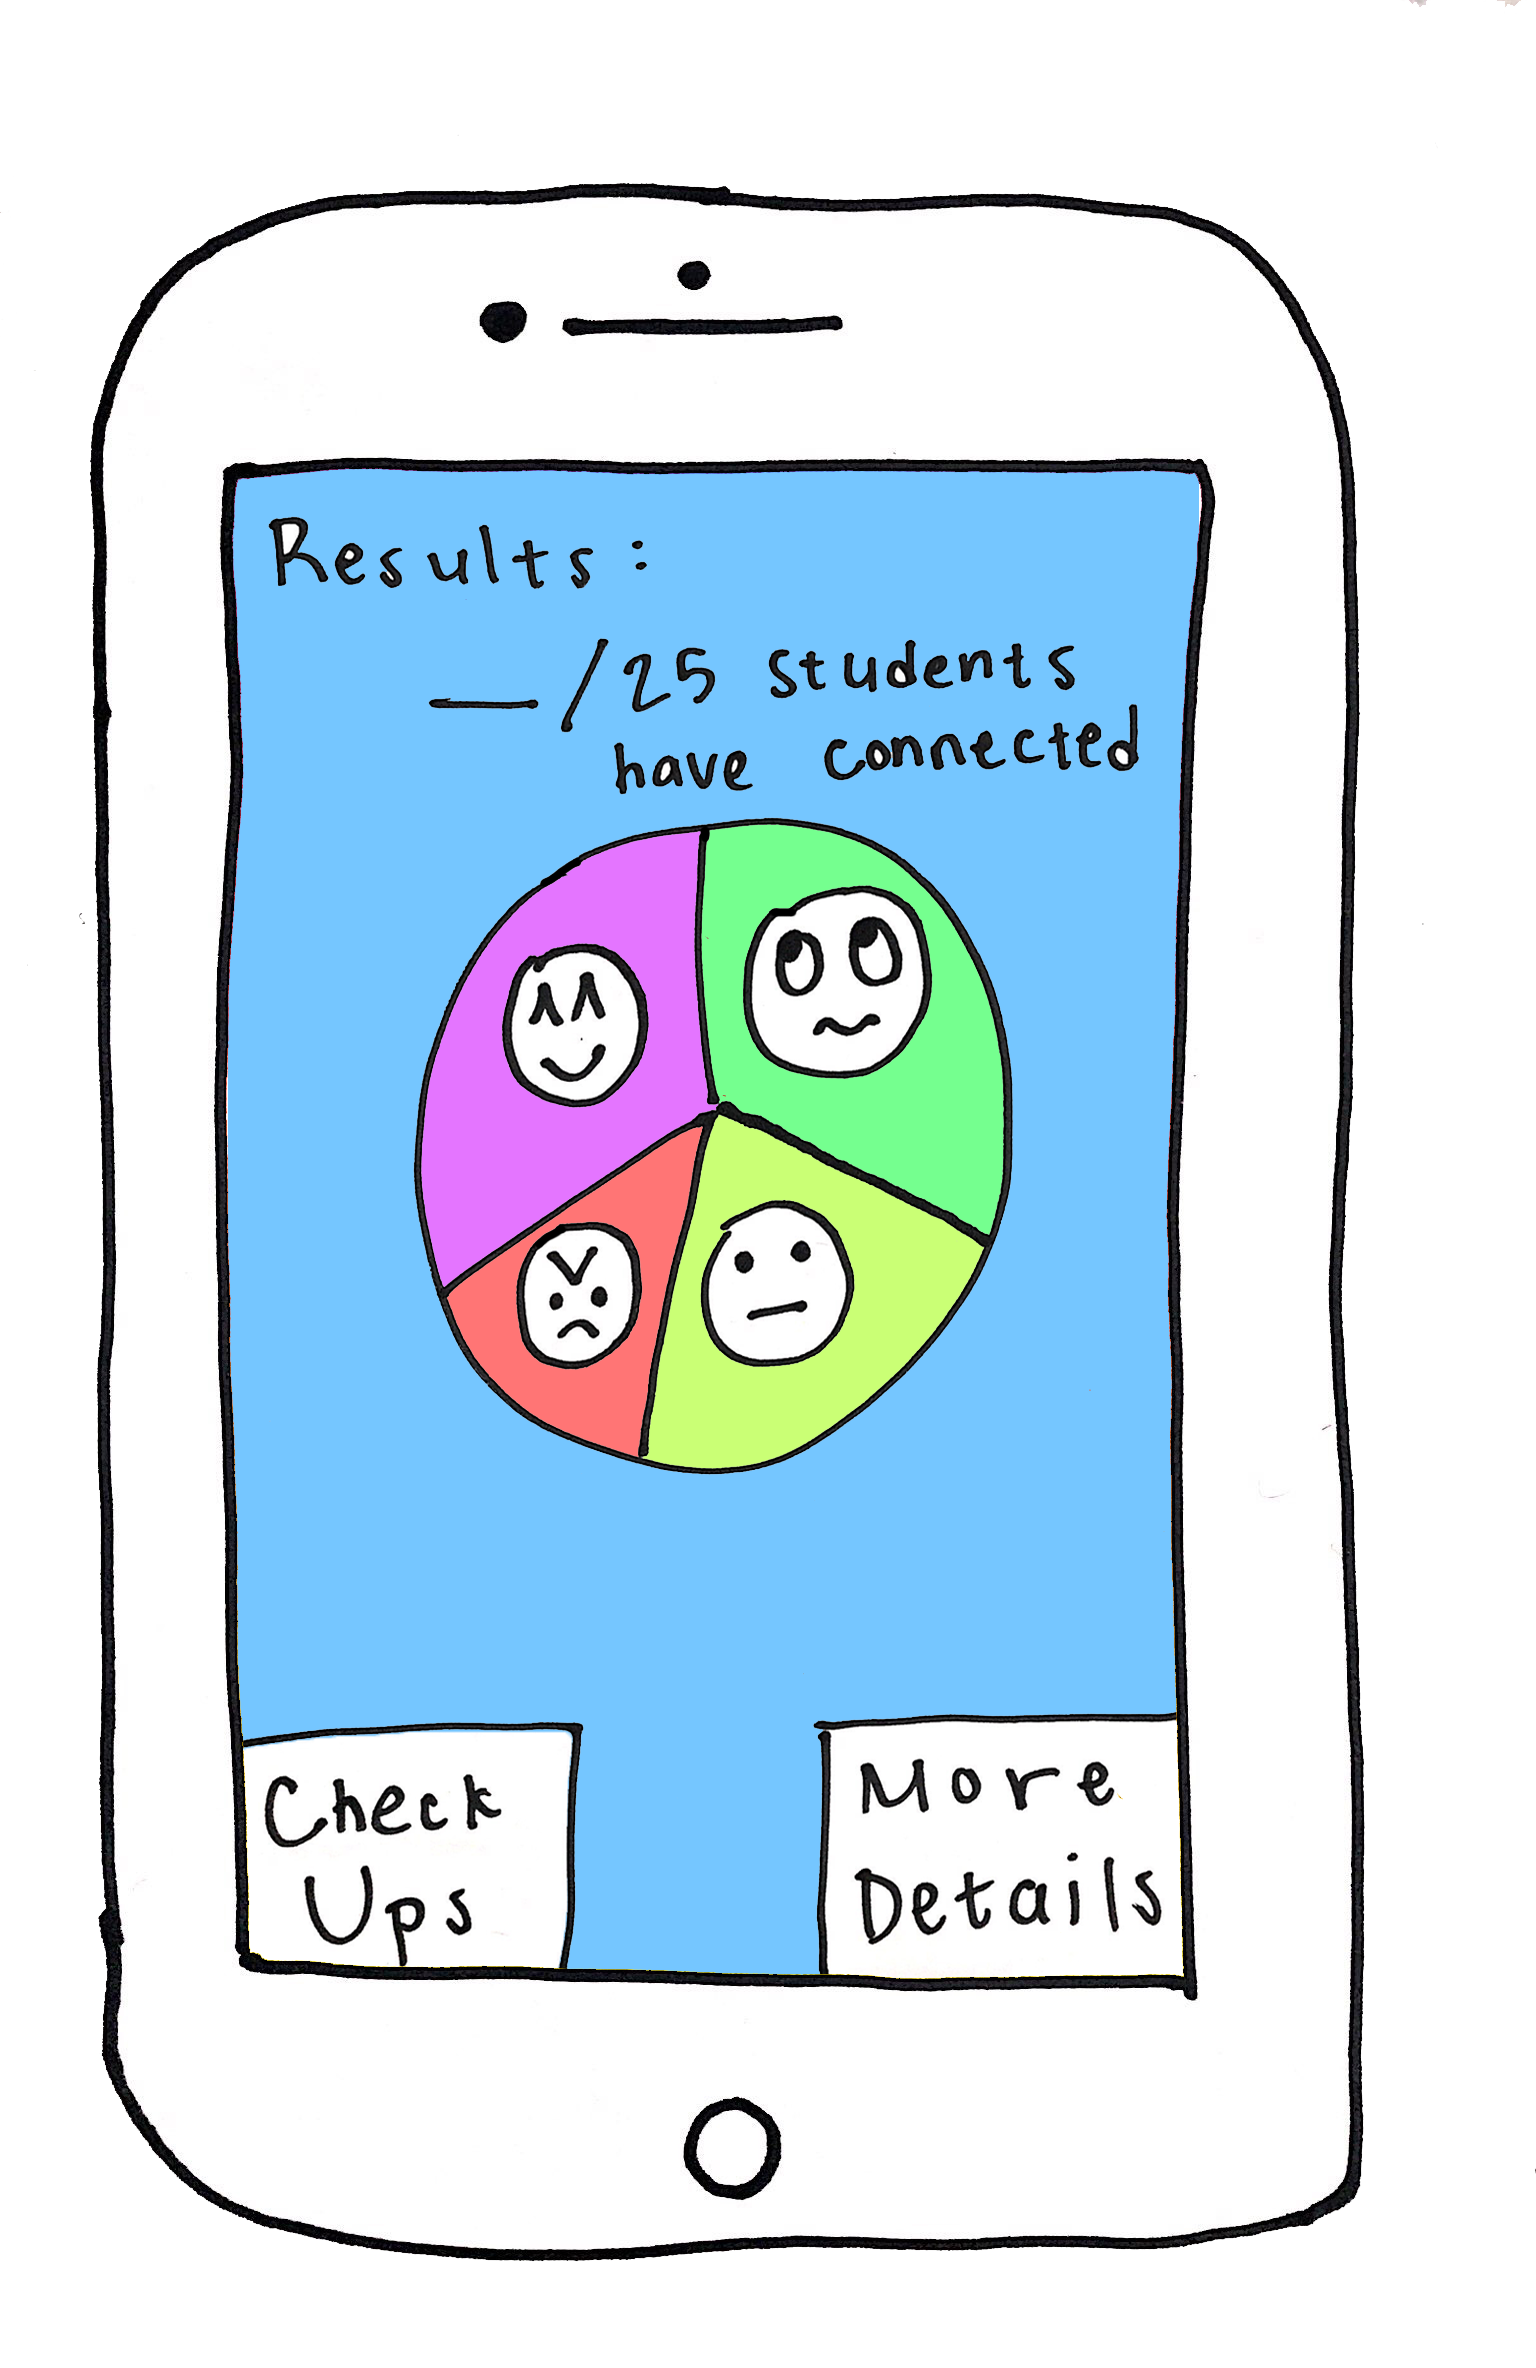 Results:
__/25 students
have connected
Check
Ups
More
Details